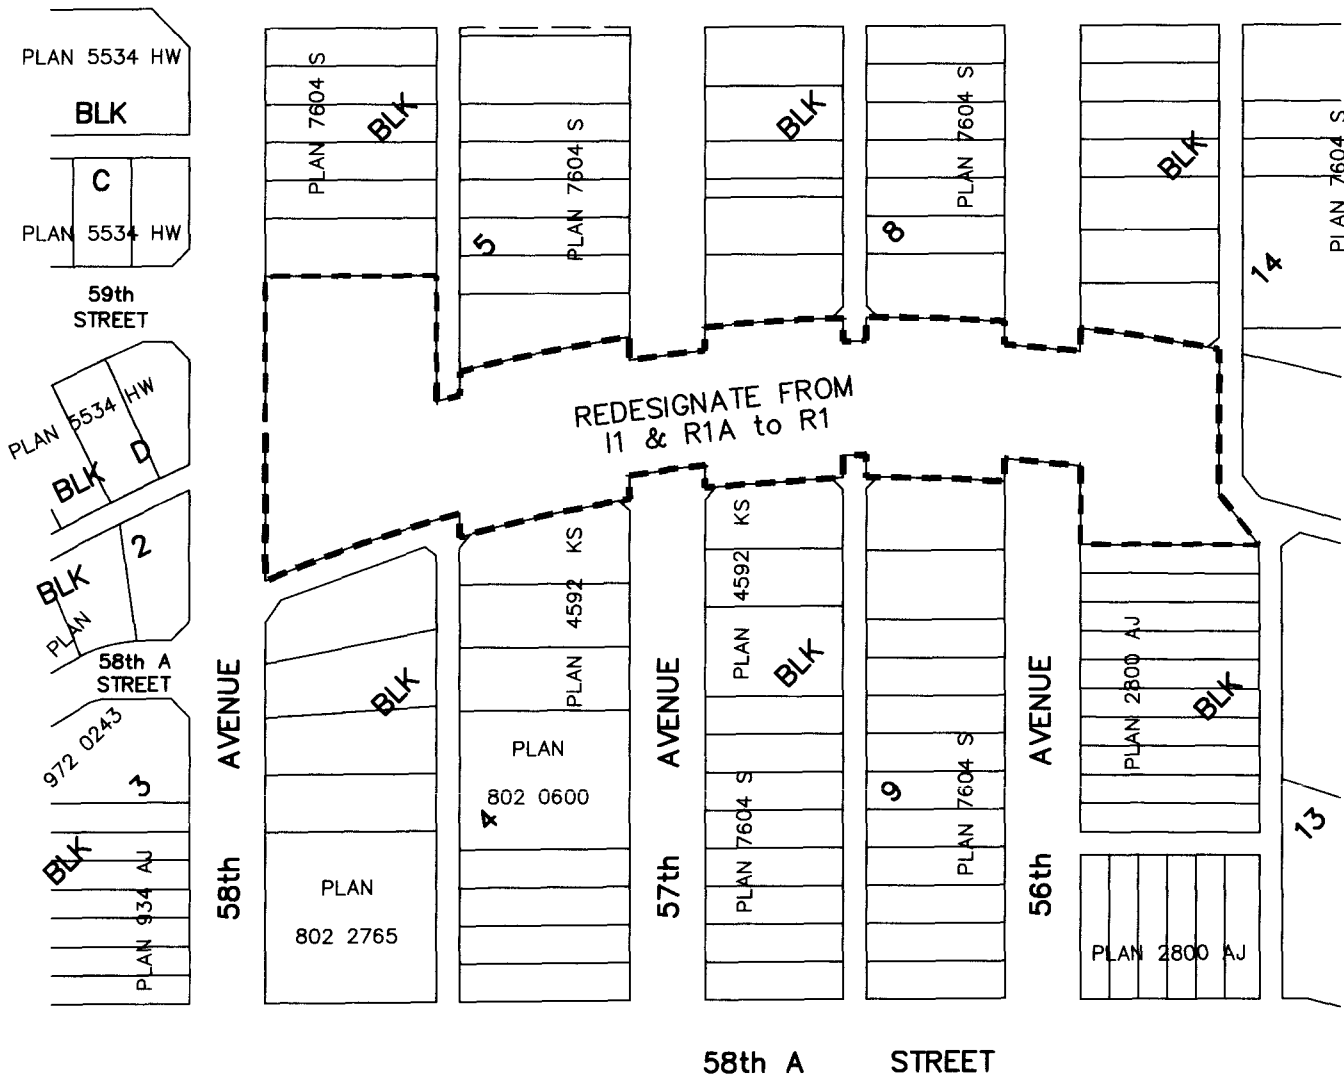 PLAN 5534 HW
BLK
C
PLAN 5534 HW
59th
STREET
PLAN 5534 HW
BLK D
BLK 2
PLAN
58th A
STREET
972 0243
3
BLK
PLAN 934 AJ
58th AVENUE
PLAN 7604 S
BLK
5
PLAN 7604 S
BLK
8
PLAN 7604 S
BLK
14
PLAN 7604 S
REDESIGNATE FROM
I1 & R1A to R1
BLK
4
PLAN 4592 KS
PLAN
802 0600
PLAN
802 2765
57th AVENUE
PLAN 4592 KS
BLK
9
PLAN 7604 S
PLAN 7604 S
56th AVENUE
PLAN 2800 AJ
BLK
13
PLAN 2800 AJ
58th A STREET